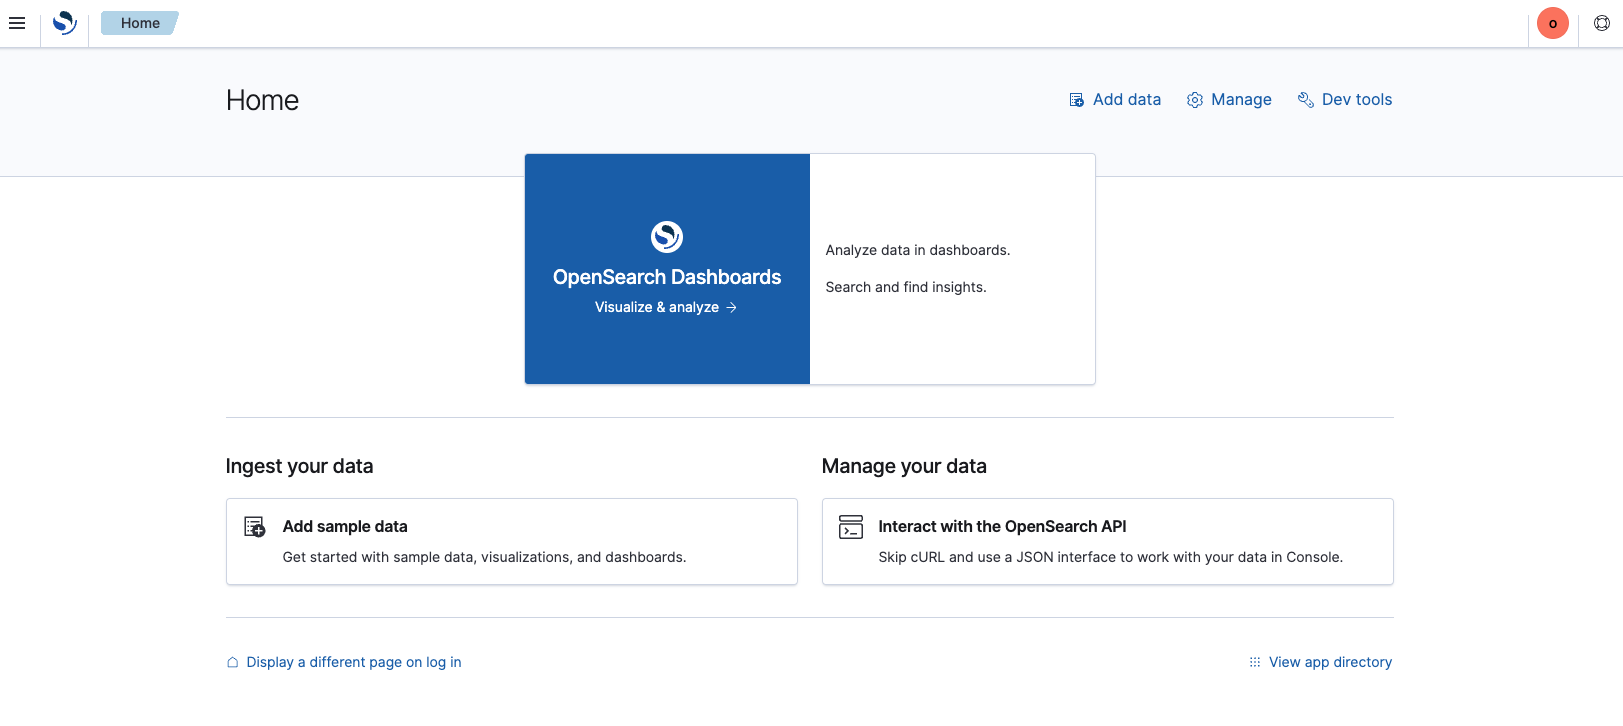 Home
o
Home
Add data
Manage
Dev tools
OpenSearch Dashboards
Visualize & analyze
Analyze data in dashboards.
Search and find insights.
Ingest your data
Add sample data
Get started with sample data, visualizations, and dashboards.
Manage your data
Interact with the OpenSearch API
Skip cURL and use a JSON interface to work with your data in Console.
Display a different page on log in
View app directory